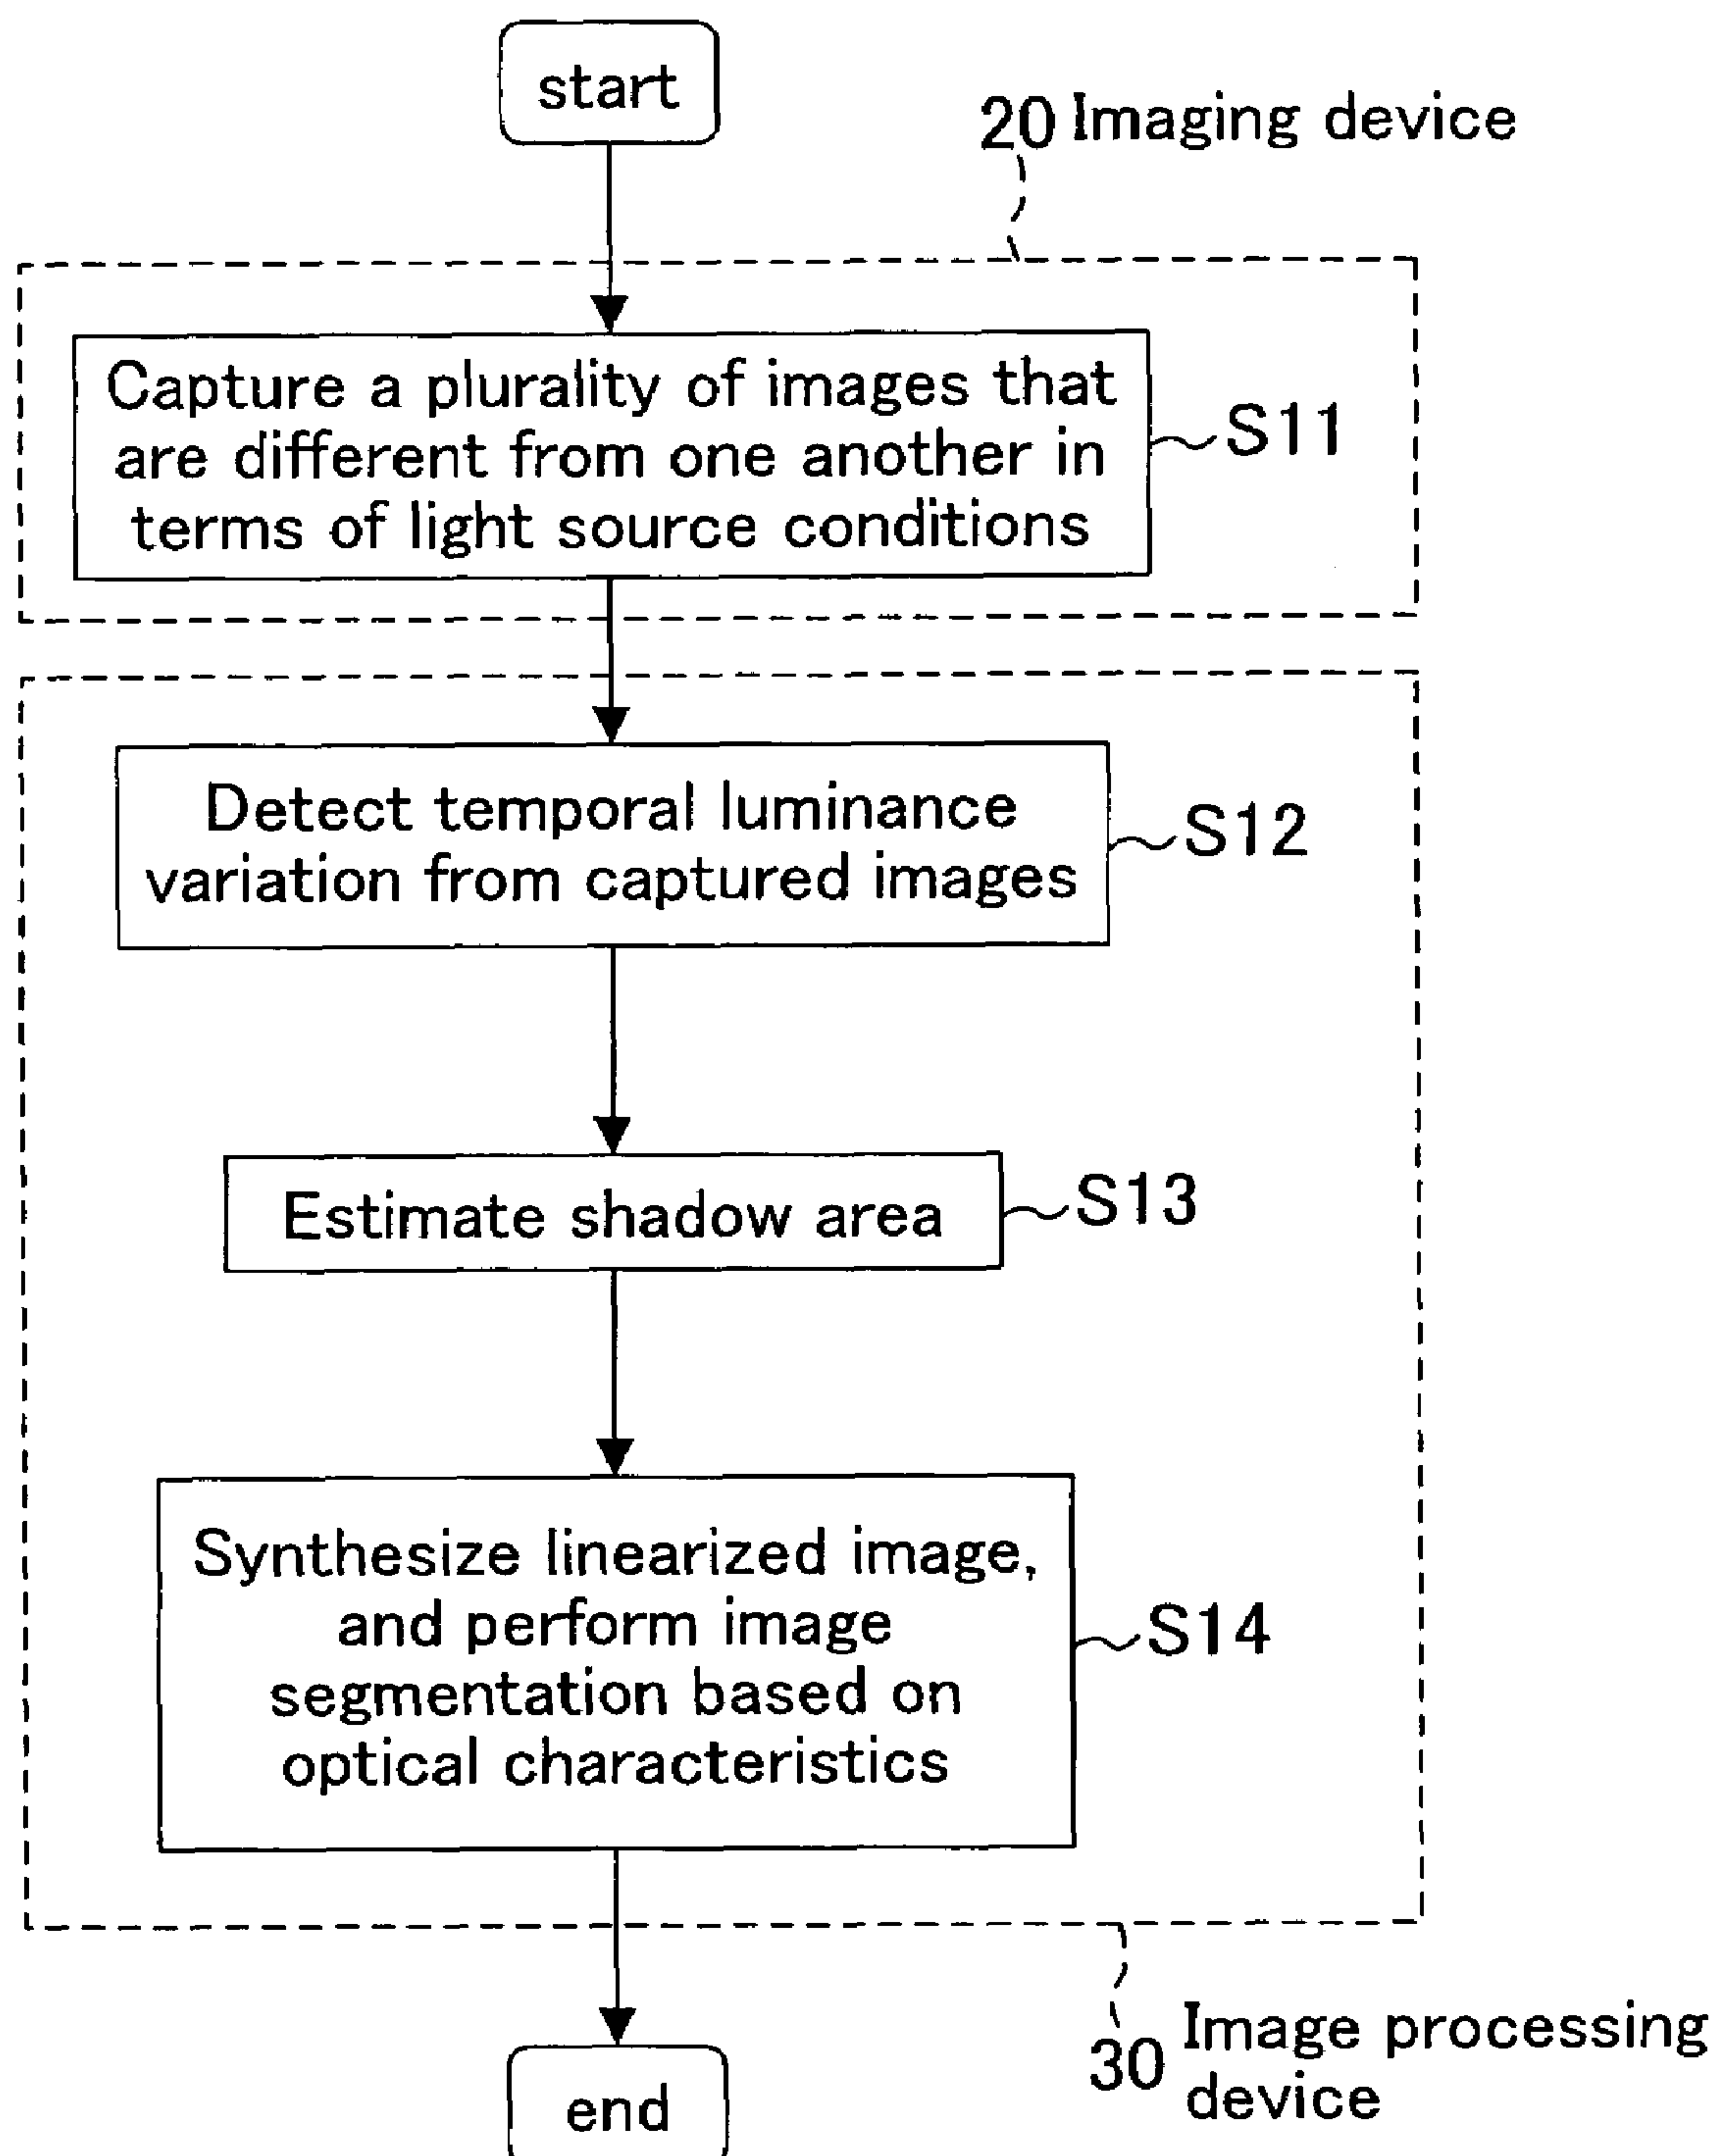 start
20 Imaging device
Capture a plurality of images that
are different from one another in
terms of light source conditions
S11
Detect temporal luminance
variation from captured images
S12
Estimate shadow area
S13
Synthesize linearized image,
and perform image
segmentation based on
optical characteristics
S14
30 Image processing
device
end